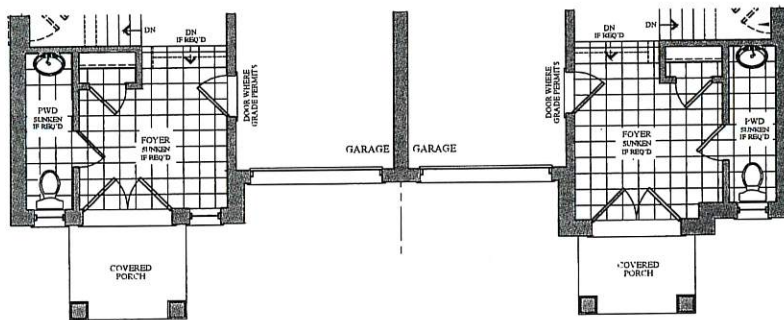 DN
DN
IF REQ'D
DN
IF REQ'D
DN
PWD
SUNKEN
IF REQ'D
FOYER
SUNKEN
IF REQ'D
DOOR WHERE
GRADE PERMITS
GARAGE
GARAGE
DOOR WHERE
GRADE PERMITS
FOYER
SUNKEN
IF REQ'D
PWD
SUNKEN
IF REQ'D
COVERED
PORCH
COVERED
PORCH